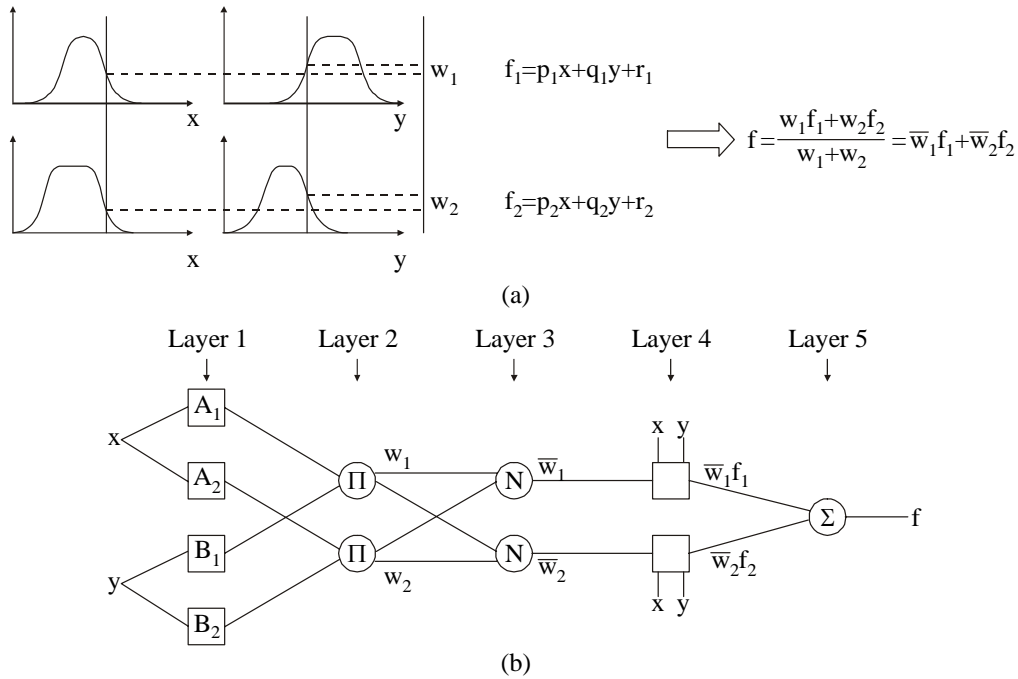 w₁ f₁=p₁x+q₁y+r₁
x y
f = w₁f₁+w₂f₂ / w₁+w₂ = w̅₁f₁+w̅₂f₂
w₂ f₂=p₂x+q₂y+r₂
x y
(a)
Layer 1 Layer 2 Layer 3 Layer 4 Layer 5
A₁
x
A₂
B₁
y
B₂
Π w₁
Π w₂
N w̅₁
N w̅₂
x y
w̅₁f₁
w̅₂f₂
x y
Σ f
(b)